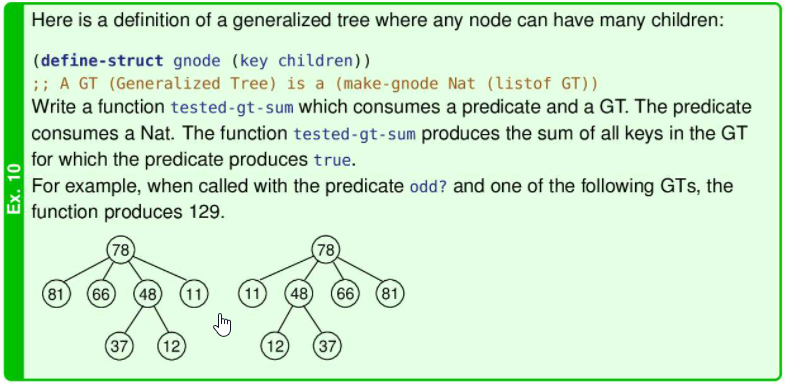 Here is a definition of a generalized tree where any node can have many children:
(define-struct gnode (key children))
;; A GT (Generalized Tree) is a (make-gnode Nat (listof GT))
Write a function tested-gt-sum which consumes a predicate and a GT. The predicate
consumes a Nat. The function tested-gt-sum produces the sum of all keys in the GT
for which the predicate produces true.
For example, when called with the predicate odd? and one of the following GTs, the
function produces 129.
Ex. 10
78 78
81 66 48 11 11 48 66 81
37 12 12 37